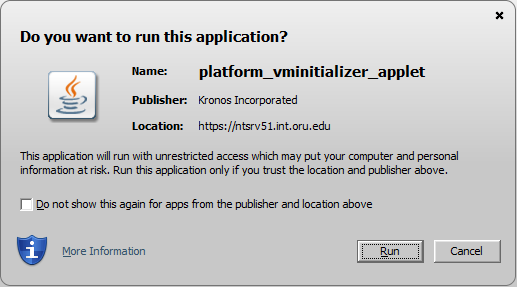 Do you want to run this application?
Name: platform_vminitializer_applet
Publisher: Kronos Incorporated
Location: https://ntsrv51.int.oru.edu
This application will run with unrestricted access which may put your computer and personal
information at risk. Run this application only if you trust the location and publisher above.
Do not show this again for apps from the publisher and location above
More Information Run Cancel